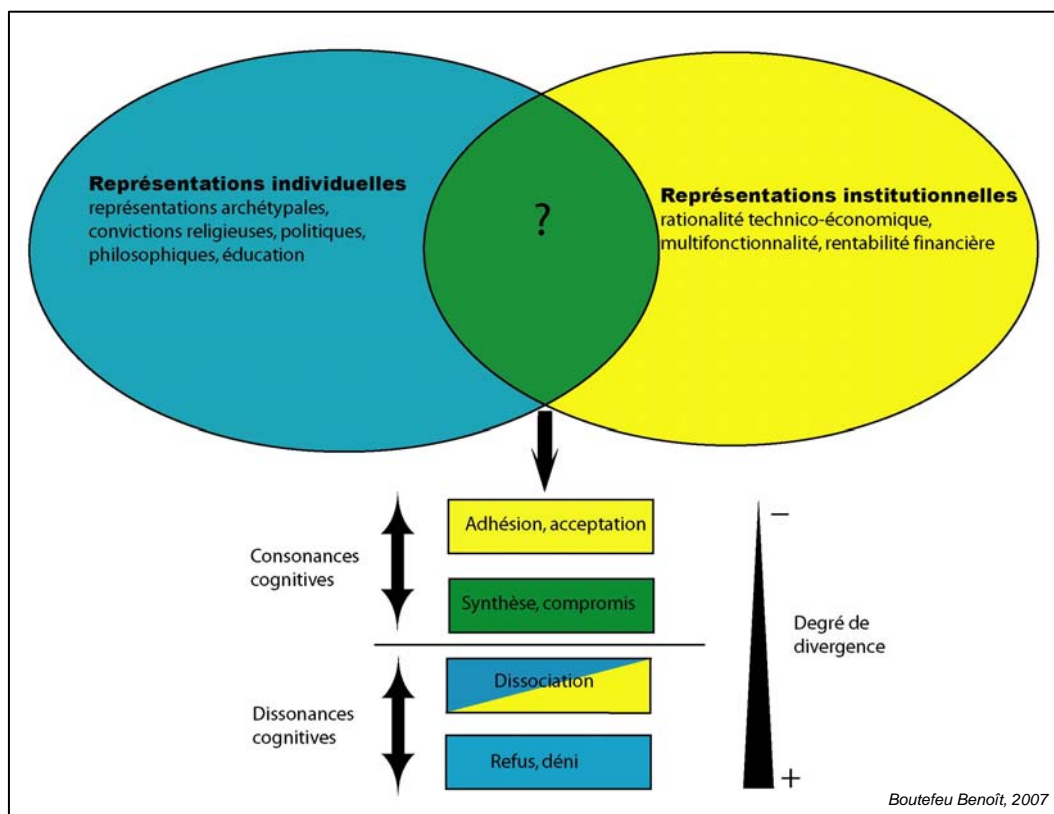 Représentations individuelles
représentations archétypales,
convictions religieuses, politiques,
philosophiques, éducation
?
Représentations institutionnelles
rationalité technico-économique,
multifonctionnalité, rentabilité financière
Adhésion, acceptation
Consonances
cognitives
Synthèse, compromis
Dissociation
Dissonances
cognitives
Refus, déni
–
Degré de
divergence
+
Boutefeu Benoît, 2007